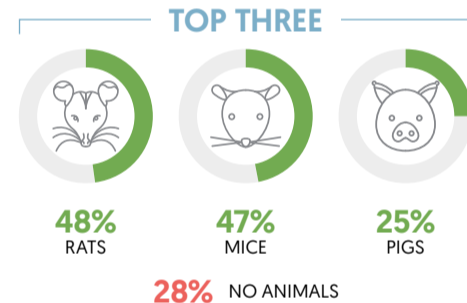 TOP THREE
48% 47% 25%
RATS MICE PIGS
28% NO ANIMALS